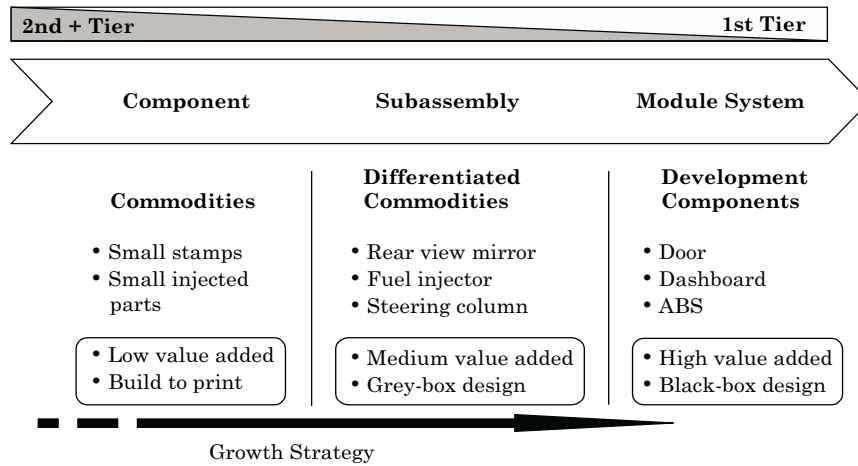 2nd + Tier
1st Tier
Component
Subassembly
Module System
Commodities
• Small stamps
• Small injected
parts
• Low value added
• Build to print
Differentiated
Commodities
• Rear view mirror
• Fuel injector
• Steering column
• Medium value added
• Grey-box design
Development
Components
• Door
• Dashboard
• ABS
• High value added
• Black-box design
Growth Strategy